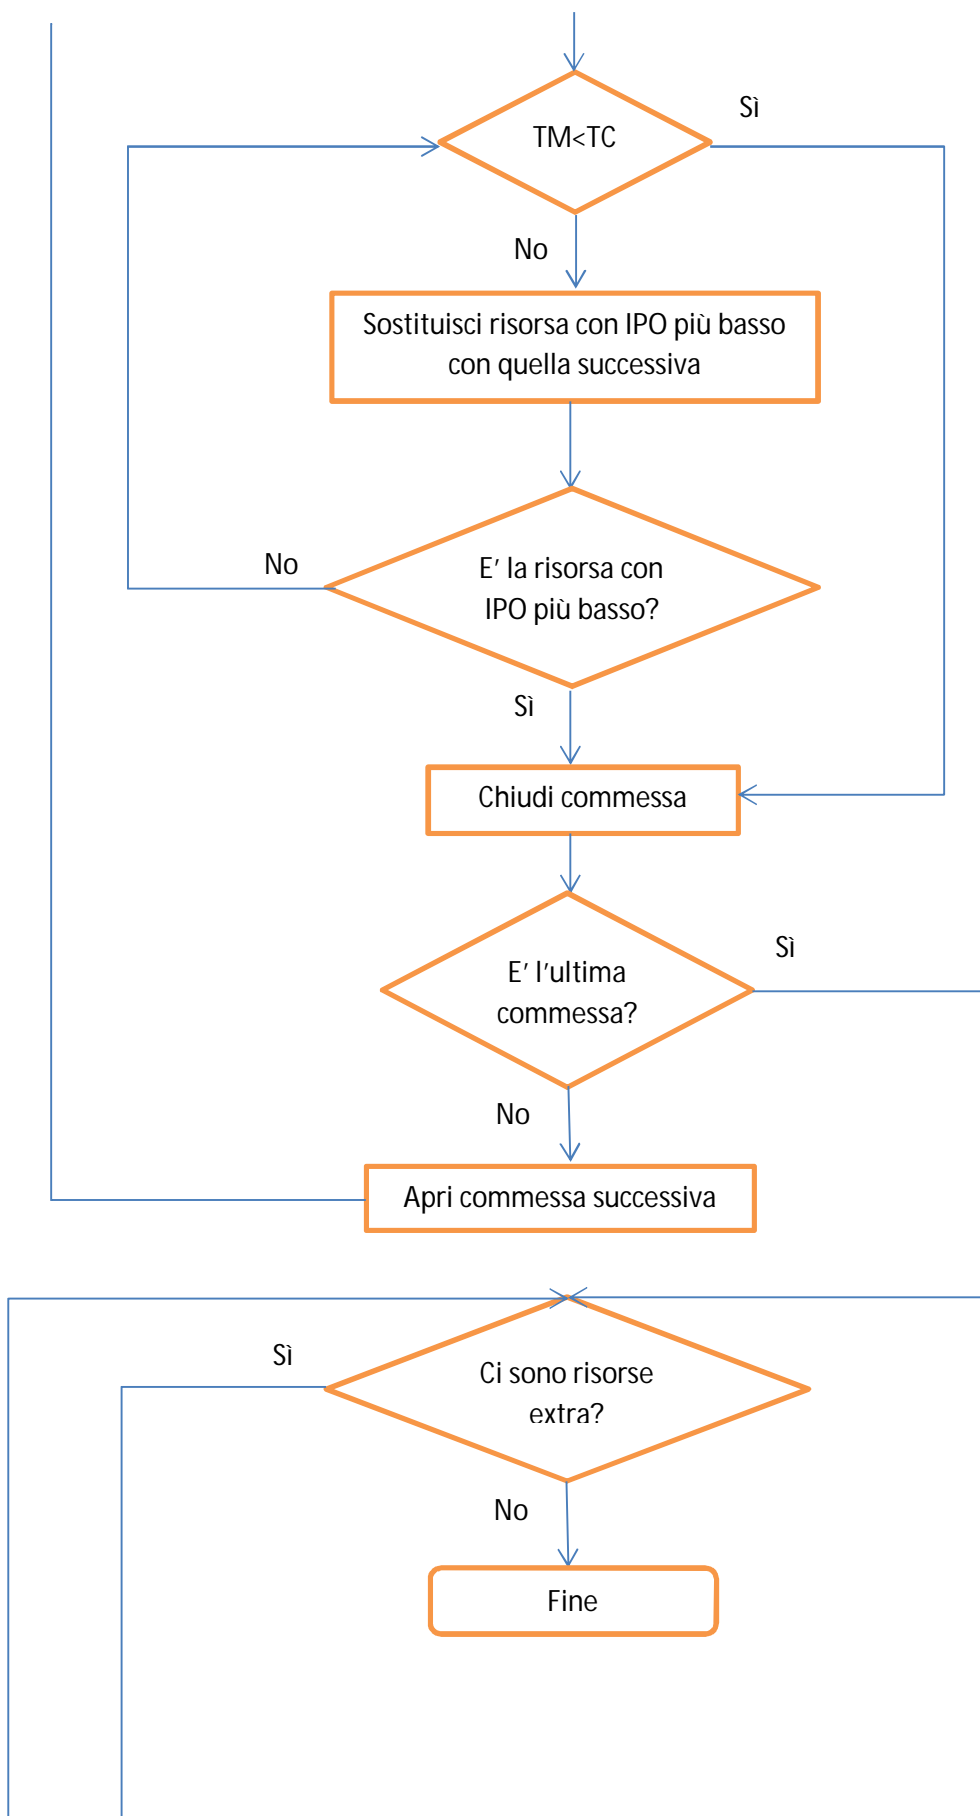 Sì
TM<TC
No
Sostituisci risorsa con IPO più basso
con quella successiva
No
E’ la risorsa con
IPO più basso?
Sì
Chiudi commessa
Sì
E’ l’ultima
commessa?
No
Apri commessa successiva
Sì
Ci sono risorse
extra?
No
Fine